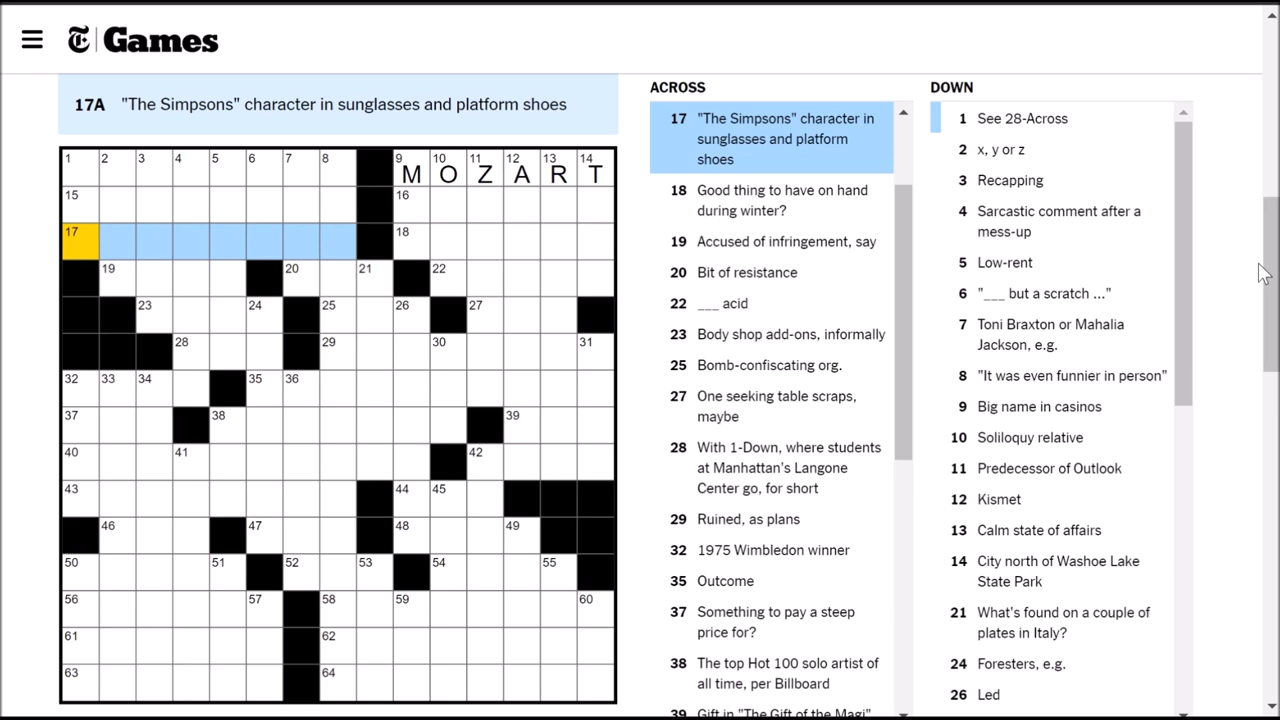 T Games
17A "The Simpsons" character in sunglasses and platform shoes
1 2 3 4 5 6 7 8 9 10 11 12 13 14
M O Z A R T
15 16
17 18
19 20 21 22
23 24 25 26 27
28 29 30 31
32 33 34 35 36
37 38 39
40 41 42
43 44 45
46 47 48 49
50 51 52 53 54 55
56 57 58 59 60
61 62
63 64
ACROSS
17 "The Simpsons" character in
sunglasses and platform
shoes
18 Good thing to have on hand
during winter?
19 Accused of infringement, say
20 Bit of resistance
22 ___ acid
23 Body shop add-ons, informally
25 Bomb-confiscating org.
27 One seeking table scraps,
maybe
28 With 1-Down, where students
at Manhattan's Langone
Center go, for short
29 Ruined, as plans
32 1975 Wimbledon winner
35 Outcome
37 Something to pay a steep
price for?
38 The top Hot 100 solo artist of
all time, per Billboard
39 Gift in "The Gift of the Magi"
DOWN
1 See 28-Across
2 x, y or z
3 Recapping
4 Sarcastic comment after a
mess-up
5 Low-rent
6 "___ but a scratch ..."
7 Toni Braxton or Mahalia
Jackson, e.g.
8 "It was even funnier in person"
9 Big name in casinos
10 Soliloquy relative
11 Predecessor of Outlook
12 Kismet
13 Calm state of affairs
14 City north of Washoe Lake
State Park
21 What's found on a couple of
plates in Italy?
24 Foresters, e.g.
26 Led